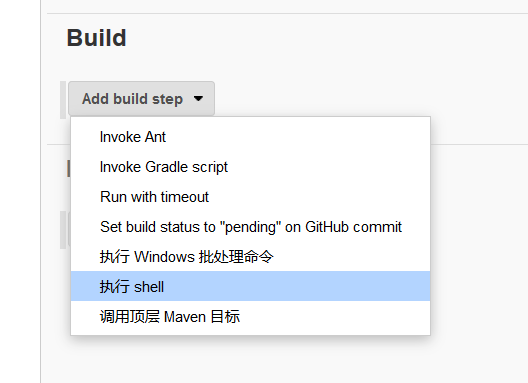 Build
Add build step
Invoke Ant
Invoke Gradle script
Run with timeout
Set build status to "pending" on GitHub commit
执行 Windows 批处理命令
执行 shell
调用顶层 Maven 目标